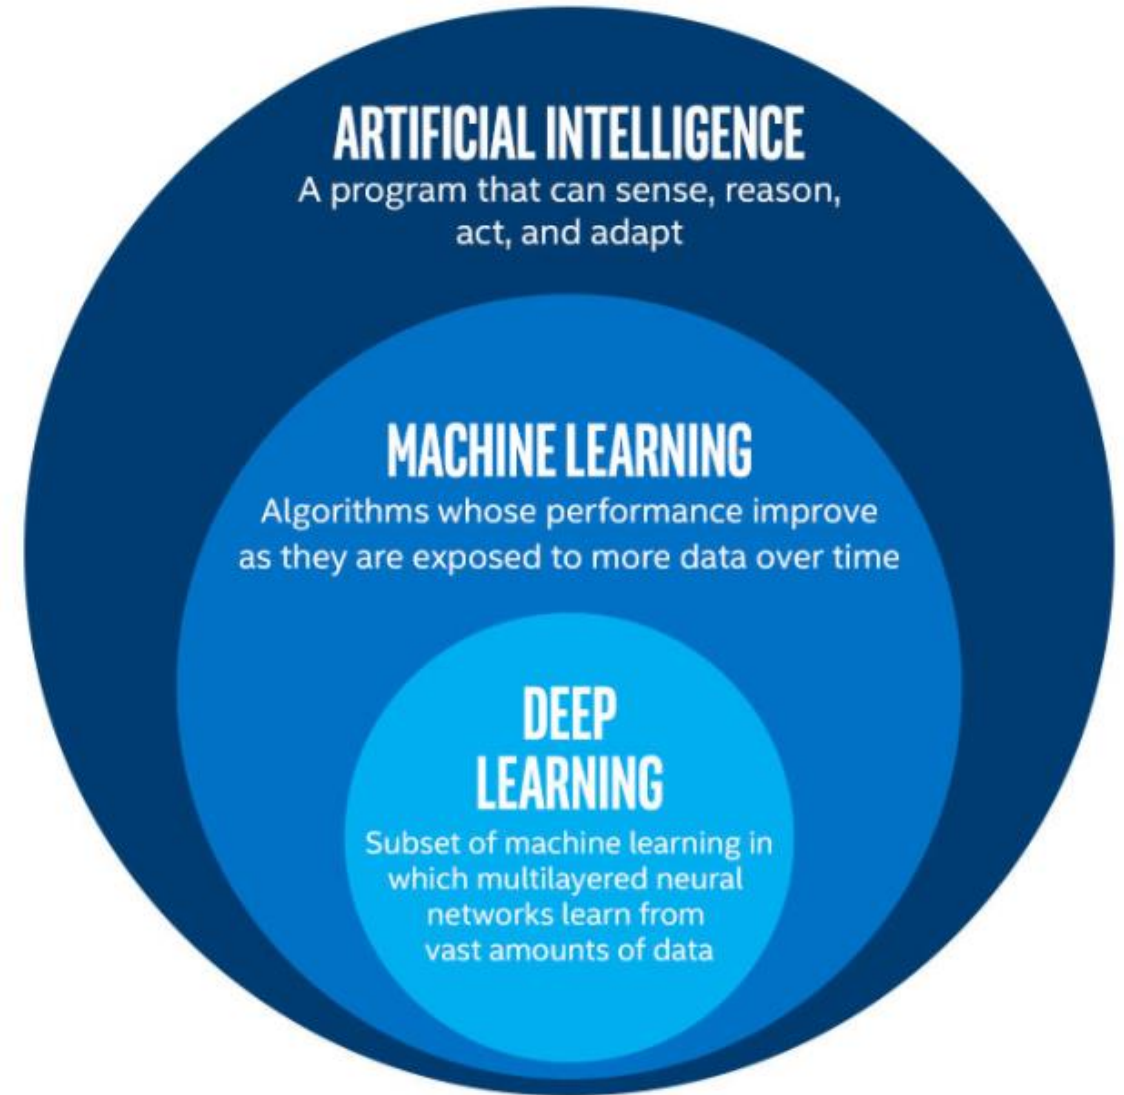 ARTIFICIAL INTELLIGENCE
A program that can sense, reason,
act, and adapt
MACHINE LEARNING
Algorithms whose performance improve
as they are exposed to more data over time
DEEP
LEARNING
Subset of machine learning in
which multilayered neural
networks learn from
vast amounts of data